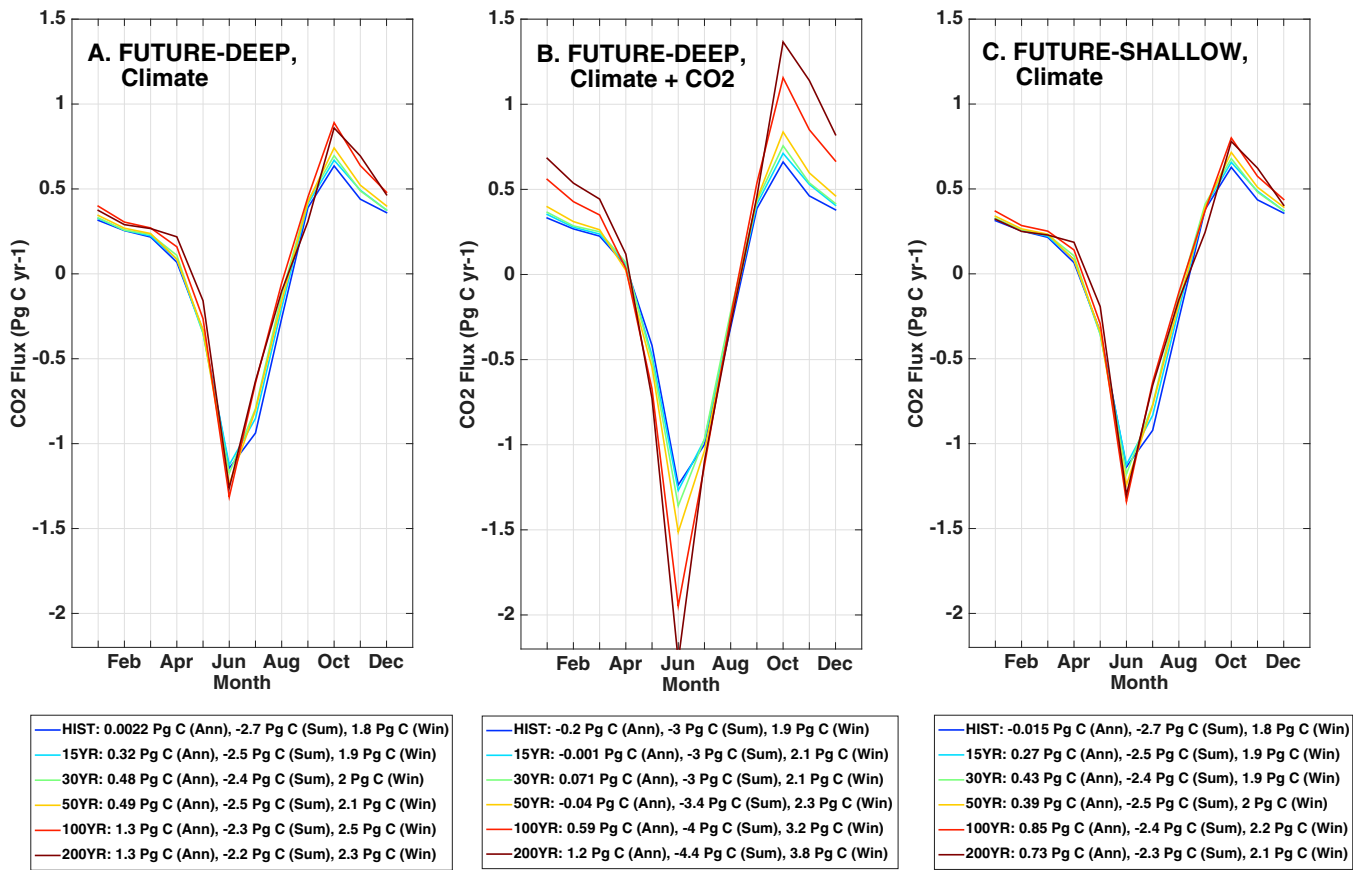 A. FUTURE-DEEP,
Climate
1.5
1
0.5
0
-0.5
-1
-1.5
-2
CO2 Flux (Pg C yr-1)
Feb Apr Jun Aug Oct Dec
Month
HIST: 0.0022 Pg C (Ann), -2.7 Pg C (Sum), 1.8 Pg C (Win)
15YR: 0.32 Pg C (Ann), -2.5 Pg C (Sum), 1.9 Pg C (Win)
30YR: 0.48 Pg C (Ann), -2.4 Pg C (Sum), 2 Pg C (Win)
50YR: 0.49 Pg C (Ann), -2.5 Pg C (Sum), 2.1 Pg C (Win)
100YR: 1.3 Pg C (Ann), -2.3 Pg C (Sum), 2.5 Pg C (Win)
200YR: 1.3 Pg C (Ann), -2.2 Pg C (Sum), 2.3 Pg C (Win)
B. FUTURE-DEEP,
Climate + CO2
1.5
1
0.5
0
-0.5
-1
-1.5
-2
CO2 Flux (Pg C yr-1)
Feb Apr Jun Aug Oct Dec
Month
HIST: -0.2 Pg C (Ann), -3 Pg C (Sum), 1.9 Pg C (Win)
15YR: -0.001 Pg C (Ann), -3 Pg C (Sum), 2.1 Pg C (Win)
30YR: 0.071 Pg C (Ann), -3 Pg C (Sum), 2.1 Pg C (Win)
50YR: -0.04 Pg C (Ann), -3.4 Pg C (Sum), 2.3 Pg C (Win)
100YR: 0.59 Pg C (Ann), -4 Pg C (Sum), 3.2 Pg C (Win)
200YR: 1.2 Pg C (Ann), -4.4 Pg C (Sum), 3.8 Pg C (Win)
C. FUTURE-SHALLOW,
Climate
1.5
1
0.5
0
-0.5
-1
-1.5
-2
CO2 Flux (Pg C yr-1)
Feb Apr Jun Aug Oct Dec
Month
HIST: -0.015 Pg C (Ann), -2.7 Pg C (Sum), 1.8 Pg C (Win)
15YR: 0.27 Pg C (Ann), -2.5 Pg C (Sum), 1.9 Pg C (Win)
30YR: 0.43 Pg C (Ann), -2.4 Pg C (Sum), 1.9 Pg C (Win)
50YR: 0.39 Pg C (Ann), -2.5 Pg C (Sum), 2 Pg C (Win)
100YR: 0.85 Pg C (Ann), -2.4 Pg C (Sum), 2.2 Pg C (Win)
200YR: 0.73 Pg C (Ann), -2.3 Pg C (Sum), 2.1 Pg C (Win)